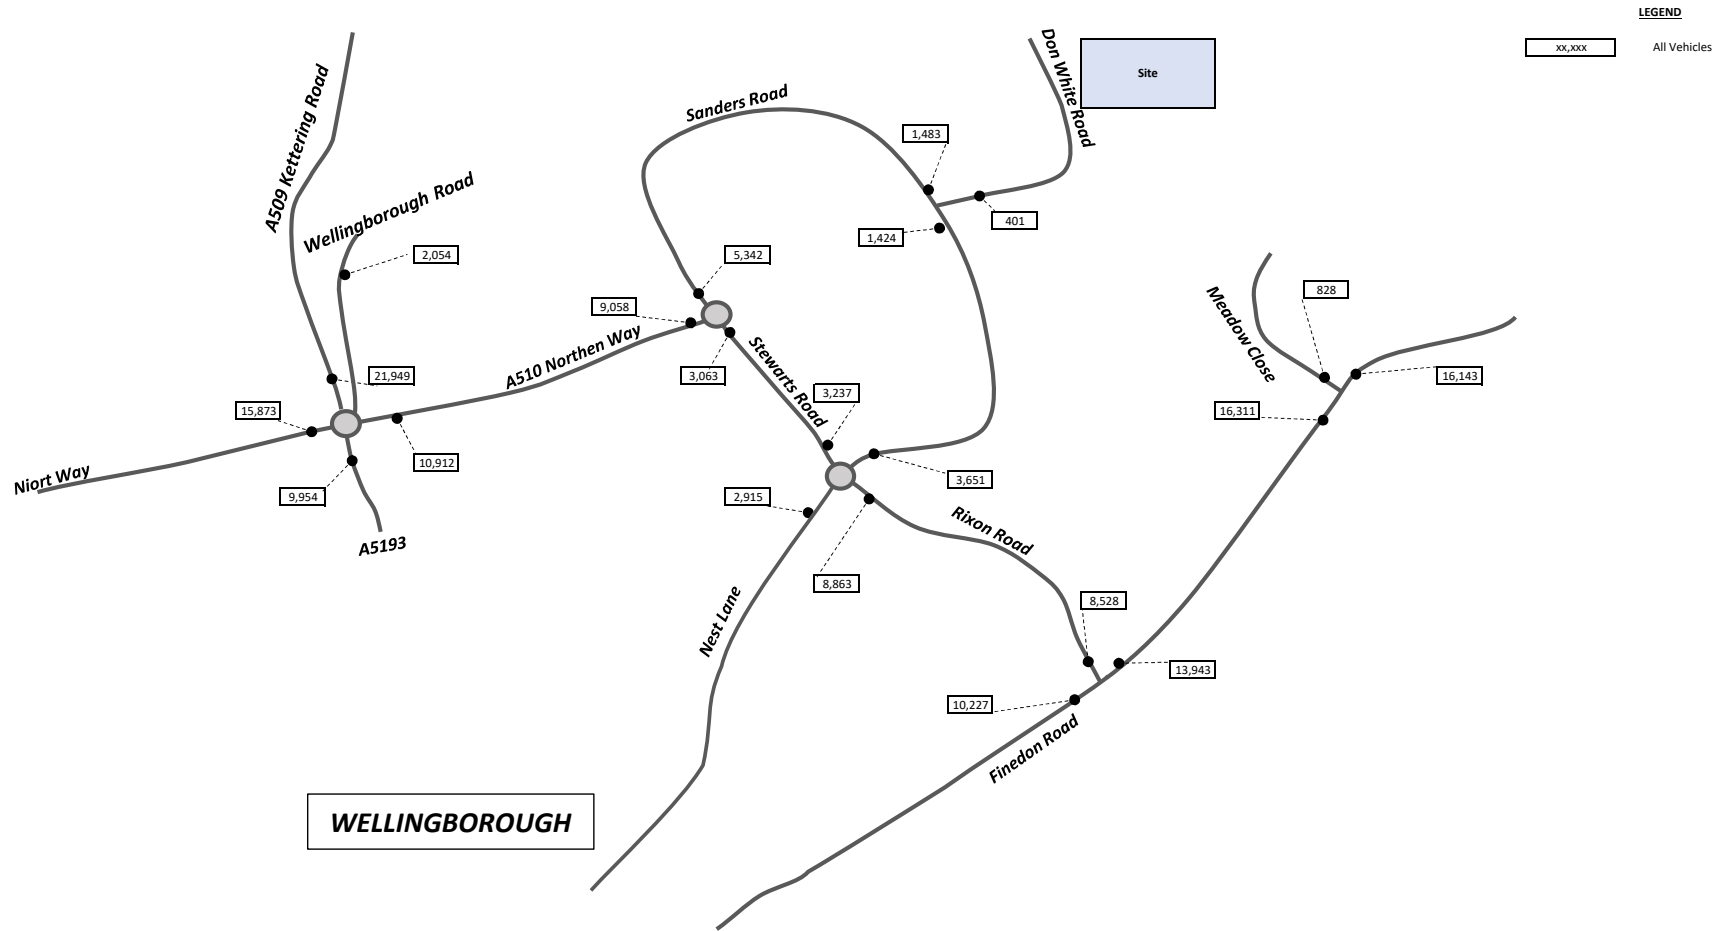 LEGEND
xx,xxx
All Vehicles
Don White Road
Site
A509 Kettering Road
Sanders Road
1,483
Wellingborough Road
401
1,424
2,054
5,342
828
Meadow Close
9,058
A510 Northen Way
Stewarts Road
3,063
21,949
16,143
3,237
15,873
16,311
10,912
Niort Way
3,651
9,954
2,915
Rixon Road
A5193
8,863
8,528
Nest Lane
13,943
10,227
Finedon Road
WELLINGBOROUGH